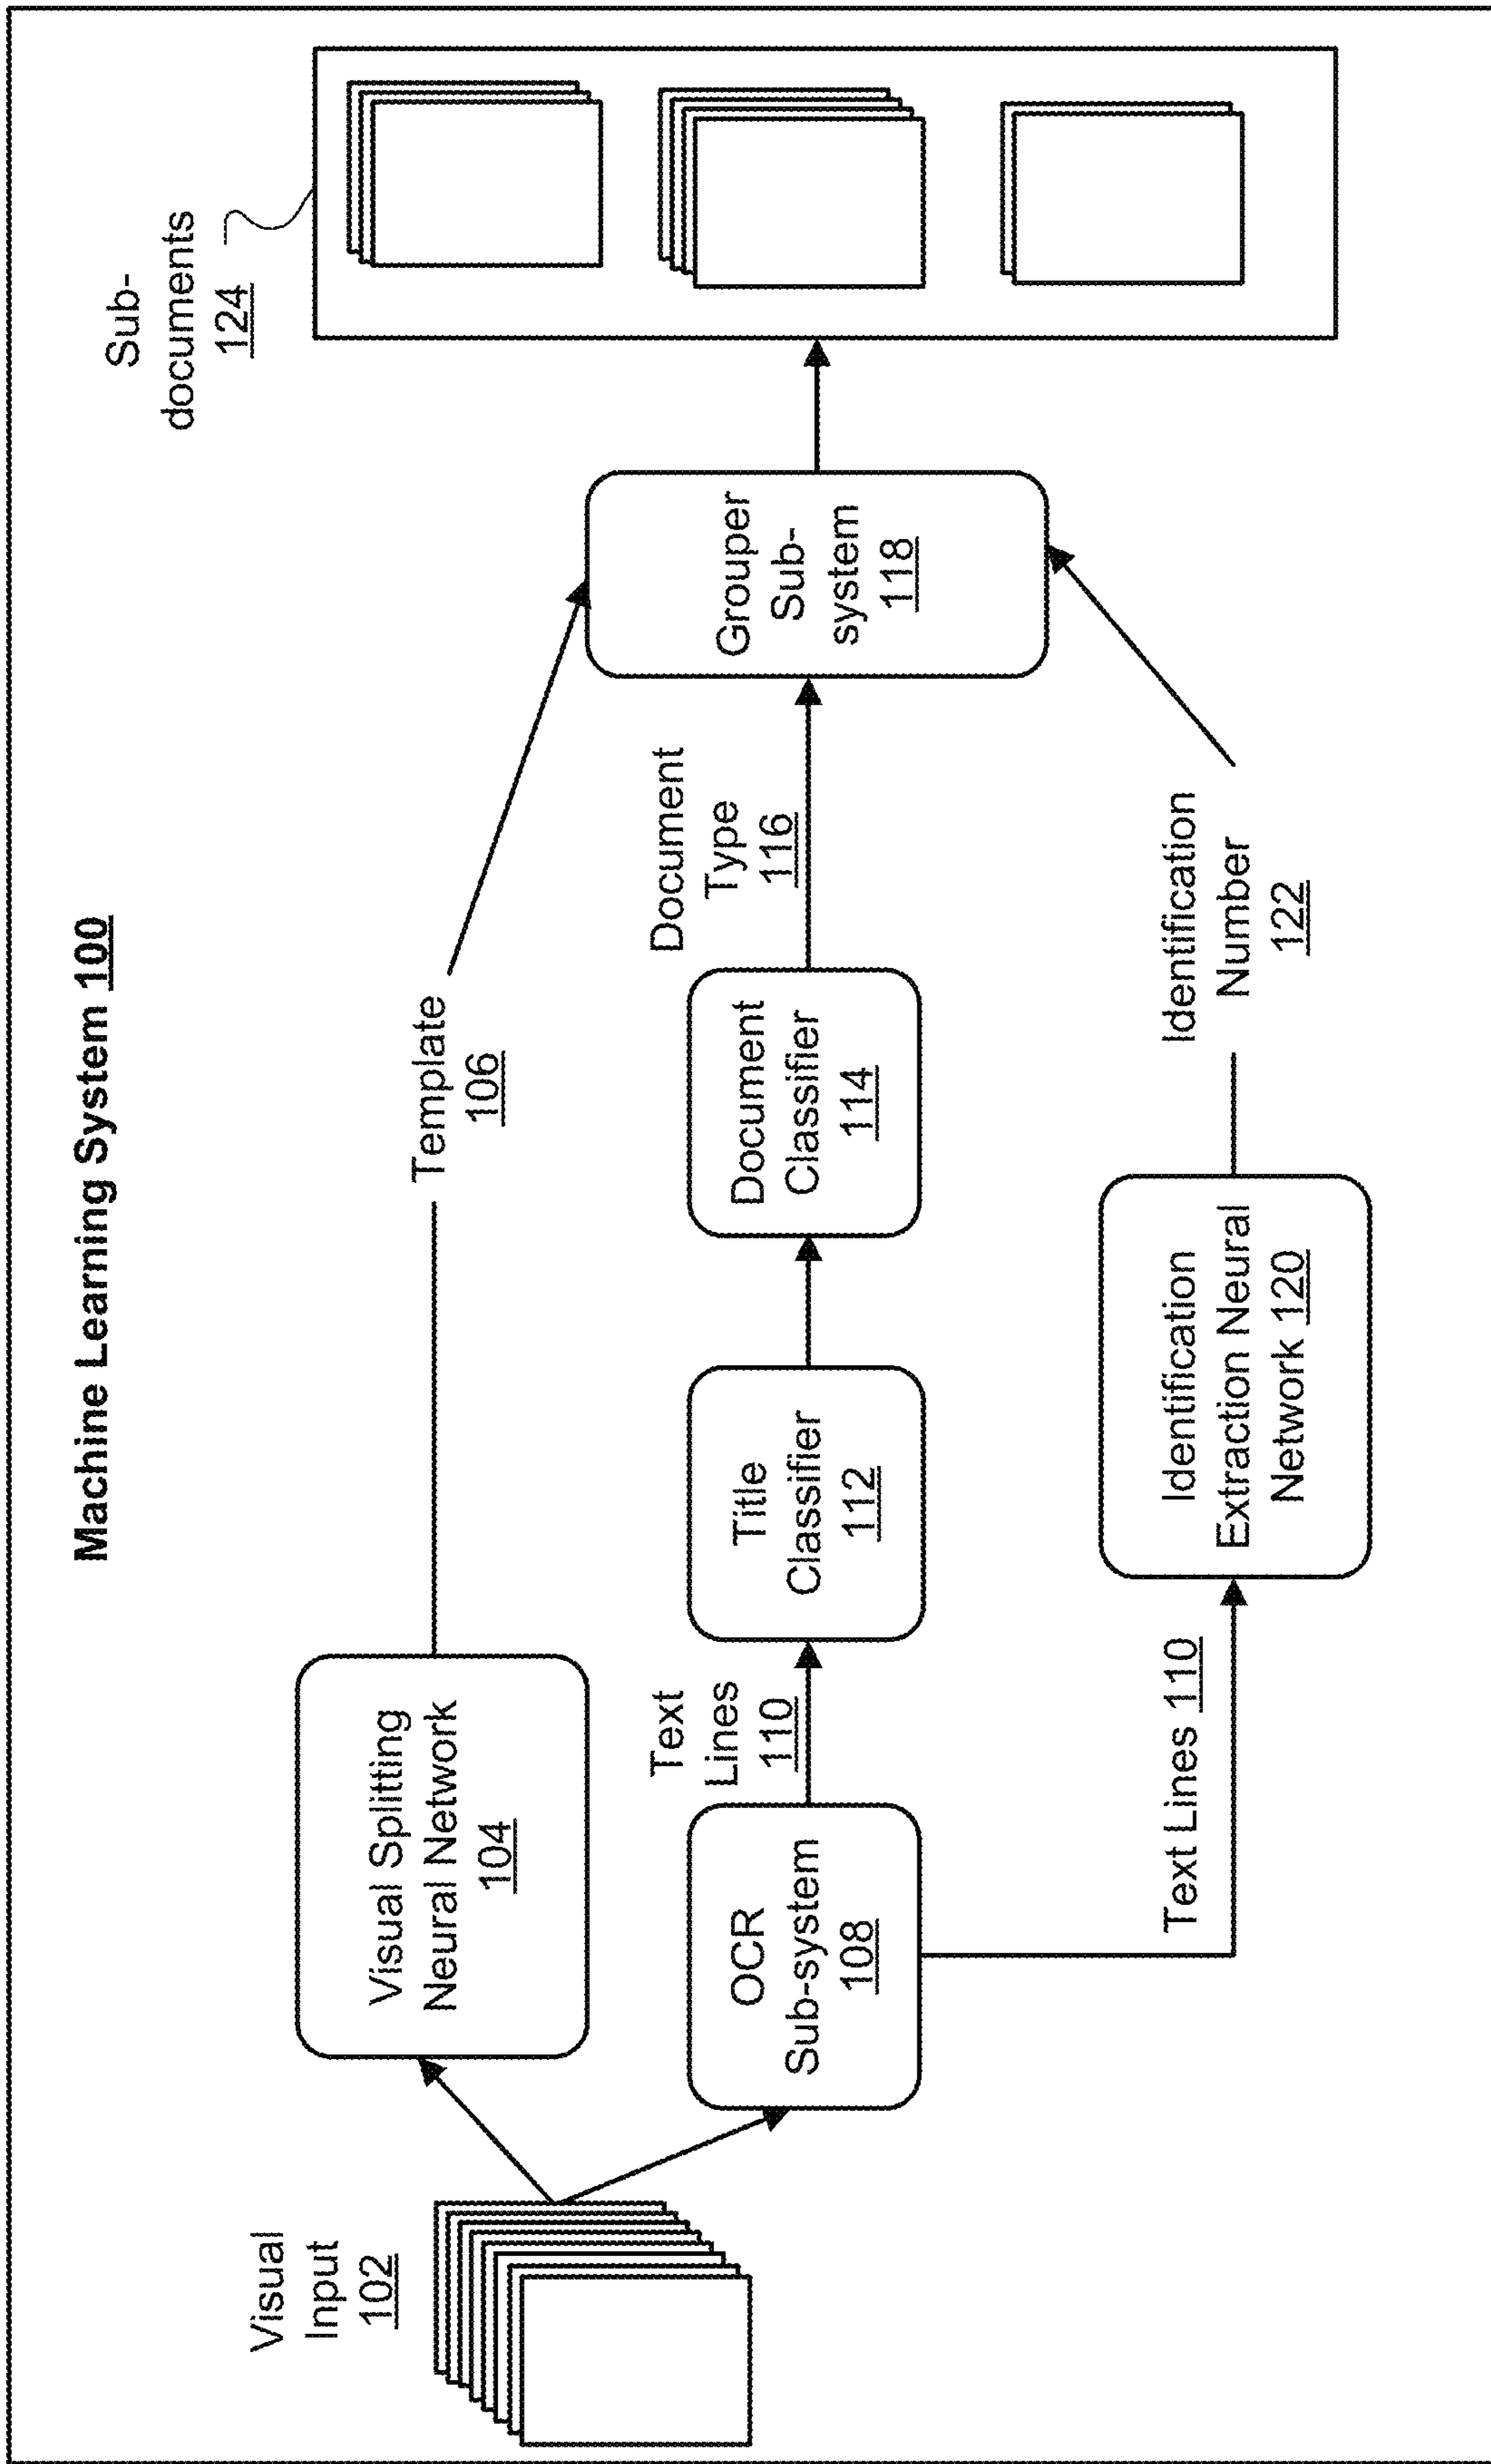 Machine Learning System 100
Visual
Input
102
Visual Splitting
Neural Network
104
Template
106
OCR
Sub-system
108
Text
Lines
110
Title
Classifier
112
Document
Classifier
114
Document
Type
116
Text Lines 110
Identification
Extraction Neural
Network 120
Identification
Number
122
Grouper
Sub-
system
118
Sub-
documents
124